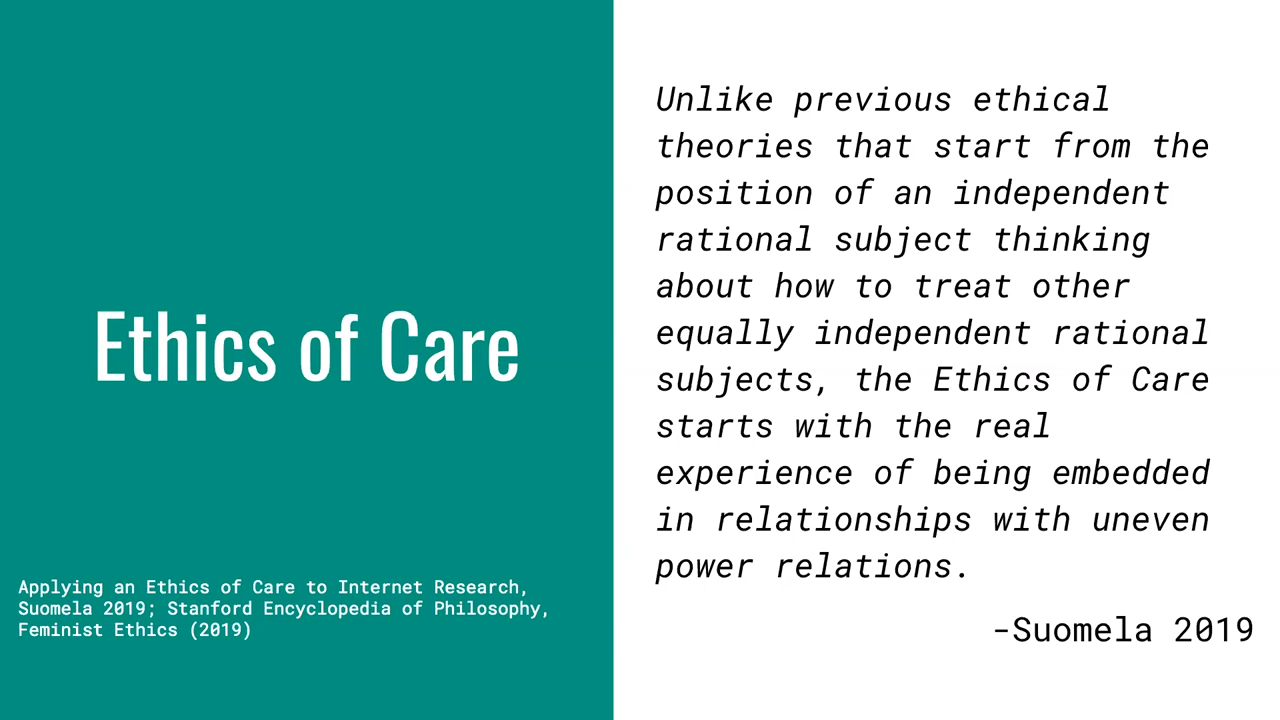 Ethics of Care
Applying an Ethics of Care to Internet Research,
Suomela 2019; Stanford Encyclopedia of Philosophy,
Feminist Ethics (2019)
Unlike previous ethical
theories that start from the
position of an independent
rational subject thinking
about how to treat other
equally independent rational
subjects, the Ethics of Care
starts with the real
experience of being embedded
in relationships with uneven
power relations.
-Suomela 2019